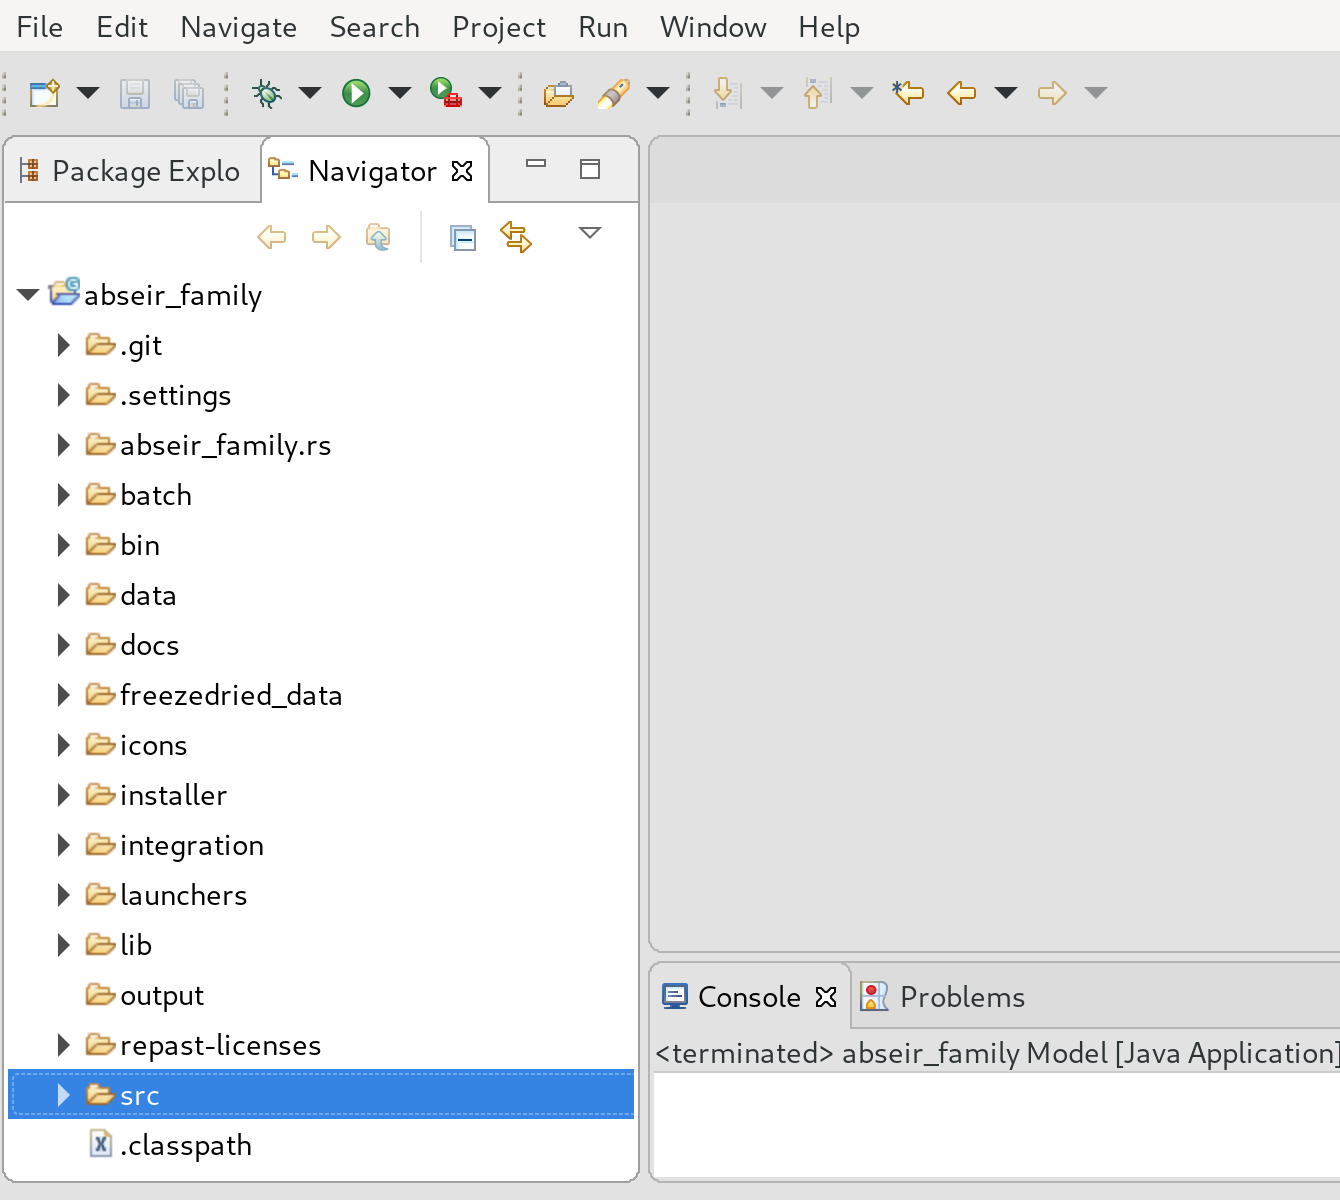 File Edit Navigate Search Project Run Window Help
Package Explo Navigator
abseir_family
.git
.settings
abseir_family.rs
batch
bin
data
docs
freezedried_data
icons
installer
integration
launchers
lib
output
repast-licenses
src
.classpath
Console Problems
<terminated> abseir_family Model [Java Application]